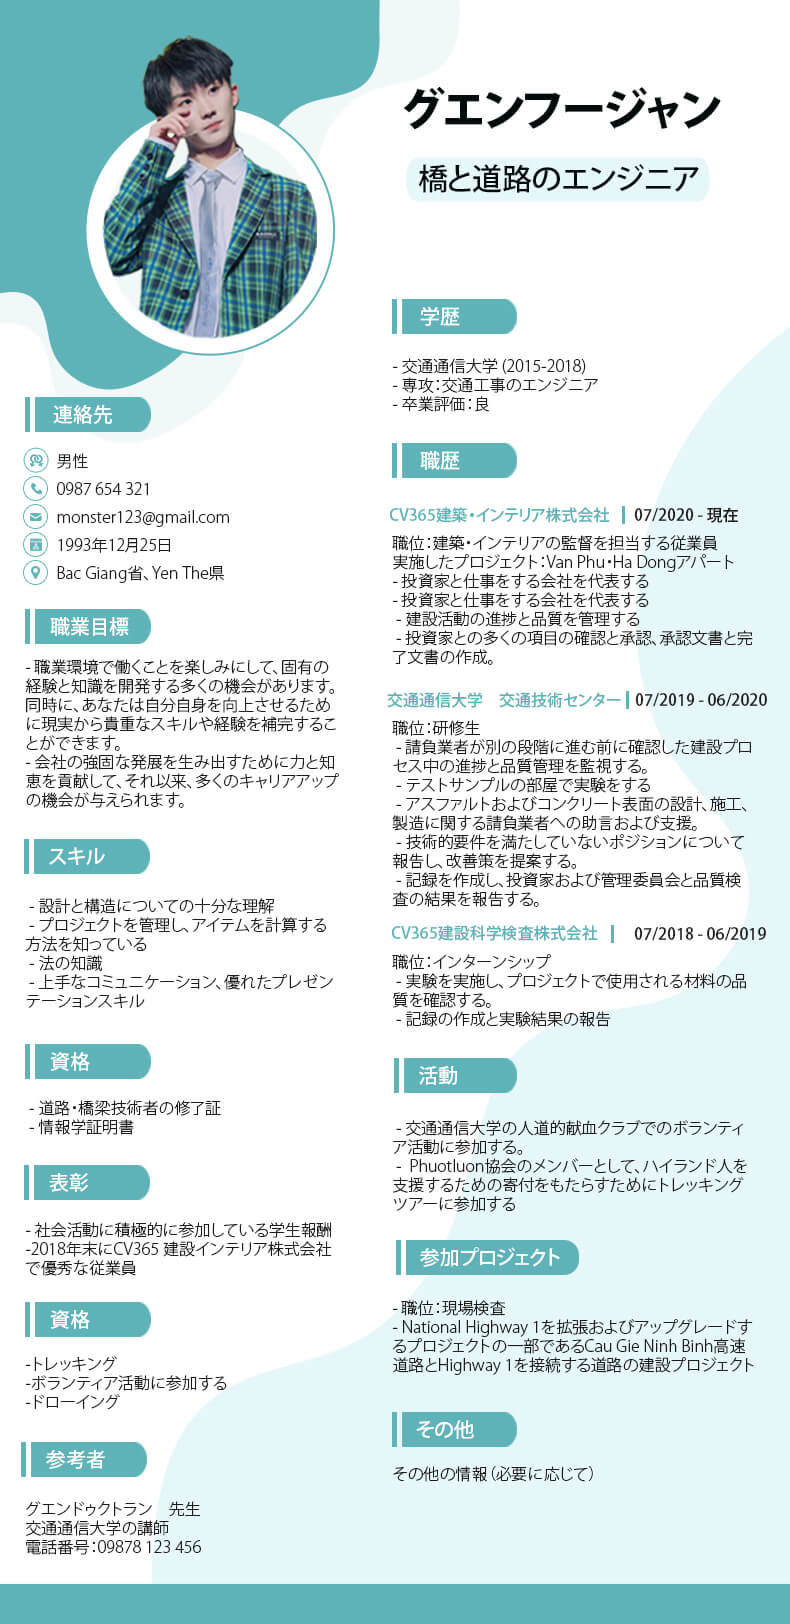 グエンフージャン
橋と道路のエンジニア
連絡先
男性
0987 654 321
monster123@gmail.com
1993年12月25日
Bac Giang省、Yen The県
職業目標
- 職業環境で働くことを楽しみにして、固有の
経験と知識を開発する多くの機会があります。
同時に、あなたは自分自身を向上させるため
に現実から貴重なスキルや経験を補完するこ
とができます。
- 会社の強固な発展を生み出すために力と知
恵を貢献して、それ以来、多くのキャリアアップ
の機会が与えられます。
スキル
- 設計と構造についての十分な理解
- プロジェクトを管理し、アイテムを計算する
方法を知っている
- 法の知識
- 上手なコミュニケーション、優れたプレゼン
テーションスキル
資格
- 道路・橋梁技術者の修了証
- 情報学証明書
表彰
- 社会活動に積極的に参加している学生報酬
-2018年末にCV365 建設インテリア株式会社
で優秀な従業員
資格
-トレッキング
-ボランティア活動に参加する
-ドローイング
参考者
グエンドゥクトラン　先生
交通通信大学の講師
電話番号：09878 123 456
学歴
- 交通通信大学 (2015-2018)
- 専攻：交通工事のエンジニア
- 卒業評価：良
職歴
CV365建築・インテリア株式会社 | 07/2020 - 現在
職位：建築・インテリアの監督を担当する従業員
実施したプロジェクト：Van Phu・Ha Dongアパート
- 投資家と仕事をする会社を代表する
- 投資家と仕事をする会社を代表する
- 建設活動の進捗と品質を管理する
- 投資家との多くの項目の確認と承認、承認文書と完
了文書の作成。
交通通信大学　交通技術センター | 07/2019 - 06/2020
職位：研修生
- 請負業者が別の段階に進む前に確認した建設プロ
セス中の進捗と品質管理を監視する。
- テストサンプルの部屋で実験をする
- アスファルトおよびコンクリート表面の設計、施工、
製造に関する請負業者への助言および支援。
- 技術的要件を満たしていないポジションについて
報告し、改善策を提案する。
- 記録を作成し、投資家および管理委員会と品質検
査の結果を報告する。
CV365建設科学検査株式会社 | 07/2018 - 06/2019
職位：インターンシップ
- 実験を実施し、プロジェクトで使用される材料の品
質を確認する。
- 記録の作成と実験結果の報告
活動
- 交通通信大学の人道的献血クラブでのボランティ
ア活動に参加する。
- Phuotluon協会のメンバーとして、ハイランド人を
支援するための寄付をもたらすためにトレッキング
ツアーに参加する
参加プロジェクト
- 職位：現場検査
- National Highway 1を拡張およびアップグレードす
るプロジェクトの一部であるCau Gie Ninh Binh高速
道路とHighway 1を接続する道路の建設プロジェクト
その他
その他の情報（必要に応じて）